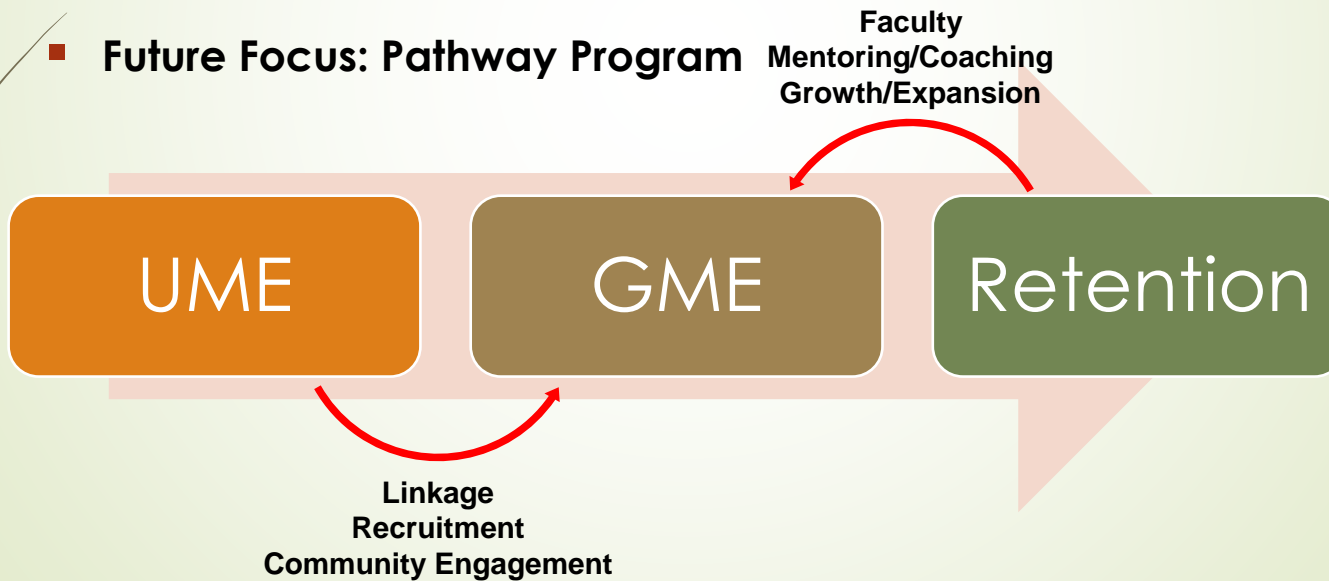 Future Focus: Pathway Program
Faculty
Mentoring/Coaching
Growth/Expansion
UME
GME
Retention
Linkage
Recruitment
Community Engagement